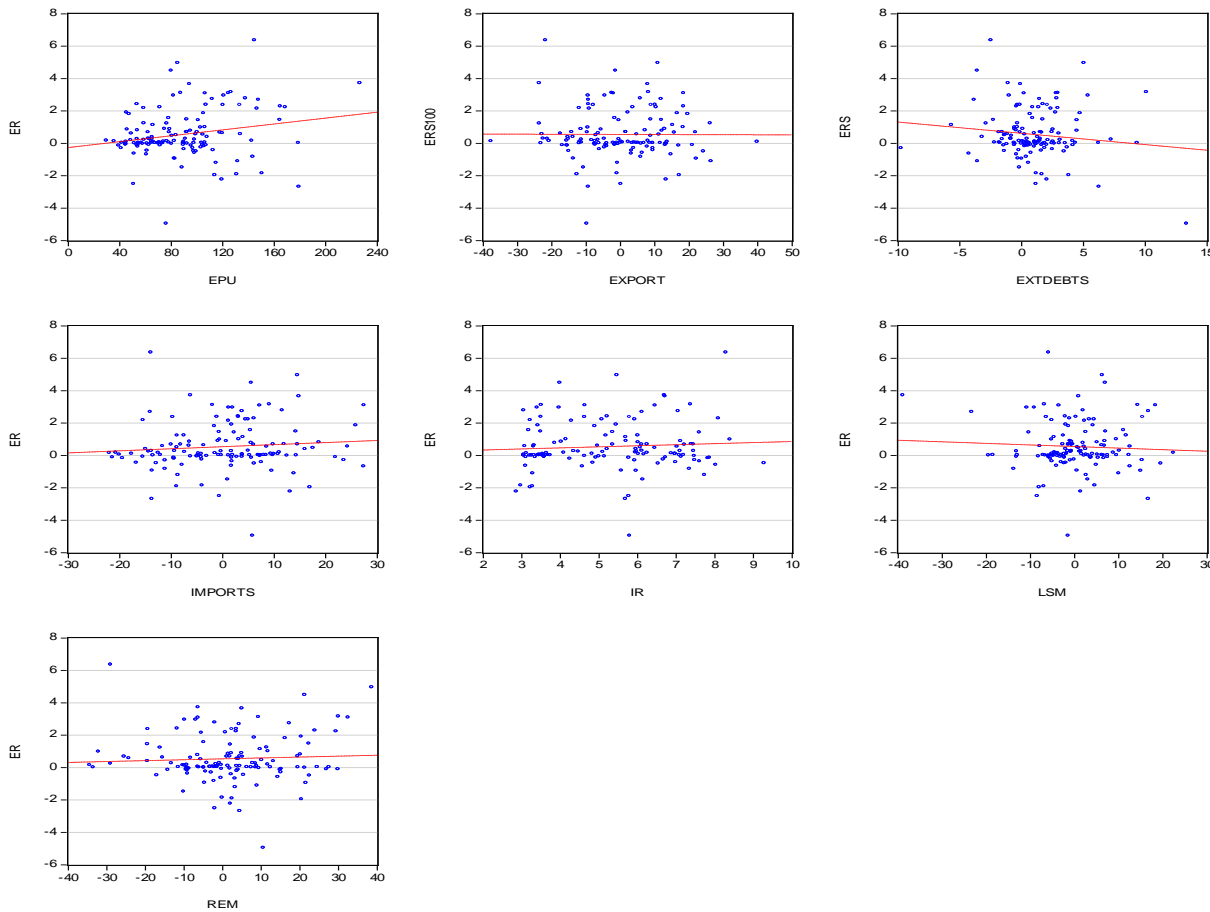 ER
8
6
4
2
0
-2
-4
-6
0 40 80 120 160 200 240
EPU
ERS100
8
6
4
2
0
-2
-4
-6
-40 -30 -20 -10 0 10 20 30 40 50
EXPORT
ERS
8
6
4
2
0
-2
-4
-6
-10 -5 0 5 10 15
EXTDEBTS
ER
8
6
4
2
0
-2
-4
-6
-30 -20 -10 0 10 20 30
IMPORTS
ER
8
6
4
2
0
-2
-4
-6
2 3 4 5 6 7 8 9 10
IR
ER
8
6
4
2
0
-2
-4
-6
-40 -30 -20 -10 0 10 20 30
LSM
ER
8
6
4
2
0
-2
-4
-6
-40 -30 -20 -10 0 10 20 30 40
REM